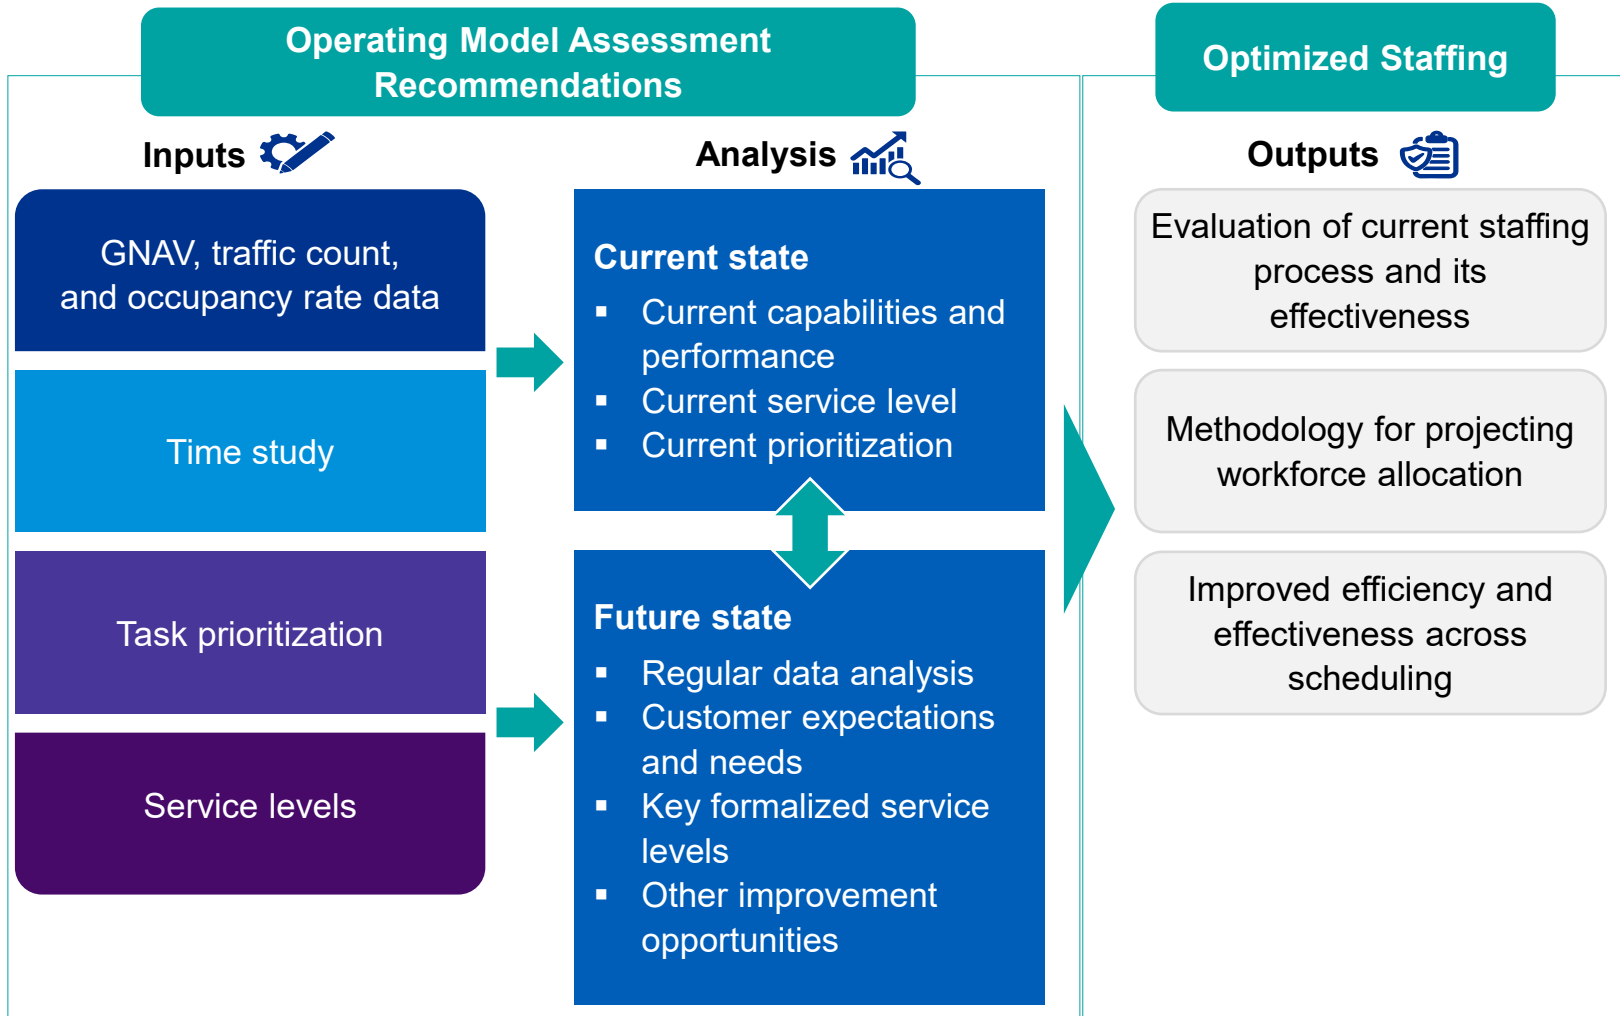 Operating Model Assessment
Recommendations
Optimized Staffing
Inputs
Analysis
Outputs
GNAV, traffic count,
and occupancy rate data
Time study
Task prioritization
Service levels
Current state
▪ Current capabilities and
performance
▪ Current service level
▪ Current prioritization
Future state
▪ Regular data analysis
▪ Customer expectations
and needs
▪ Key formalized service
levels
▪ Other improvement
opportunities
Evaluation of current staffing
process and its
effectiveness
Methodology for projecting
workforce allocation
Improved efficiency and
effectiveness across
scheduling